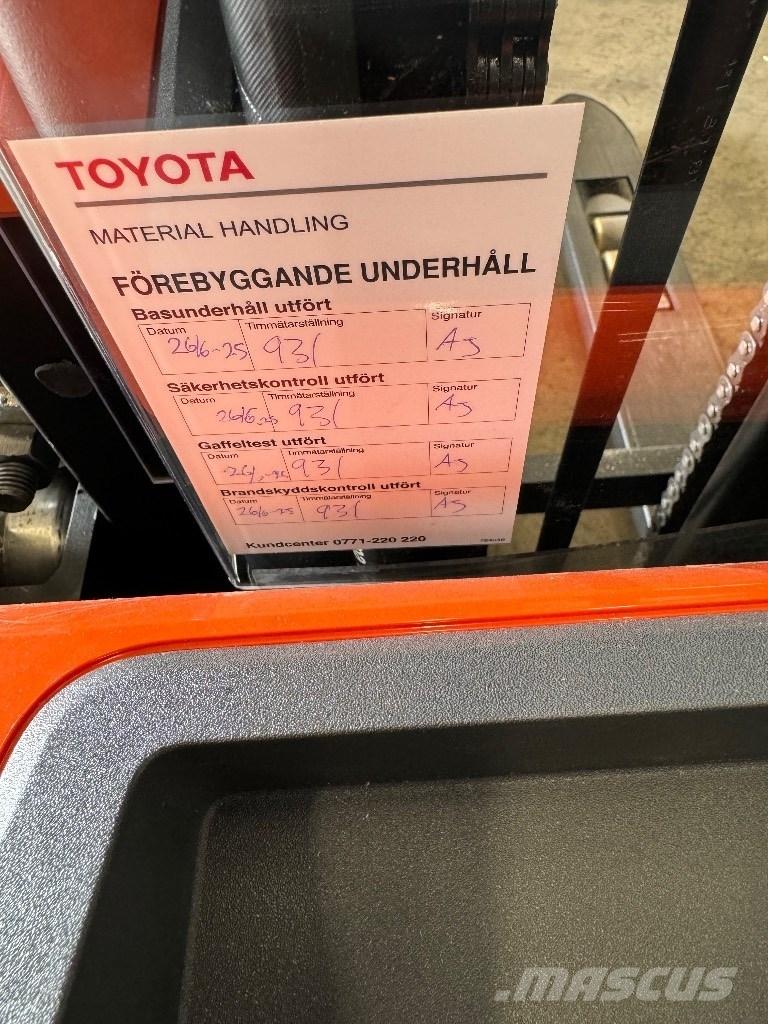 TOYOTA
MATERIAL HANDLING
FÖREBYGGANDE UNDERHÅLL
Basunderhåll utfört
Datum Timmätarställning Signatur
26/6-25 931 AS
Säkerhetskontroll utfört
Datum Timmätarställning Signatur
26/6-25 931 AS
Gaffeltest utfört
Datum Timmätarställning Signatur
931 AS
Brandskyddskontroll utfört
Datum Timmätarställning Signatur
26/6-25 931 AS
Kundcenter 0771-220 220
.MASCUS